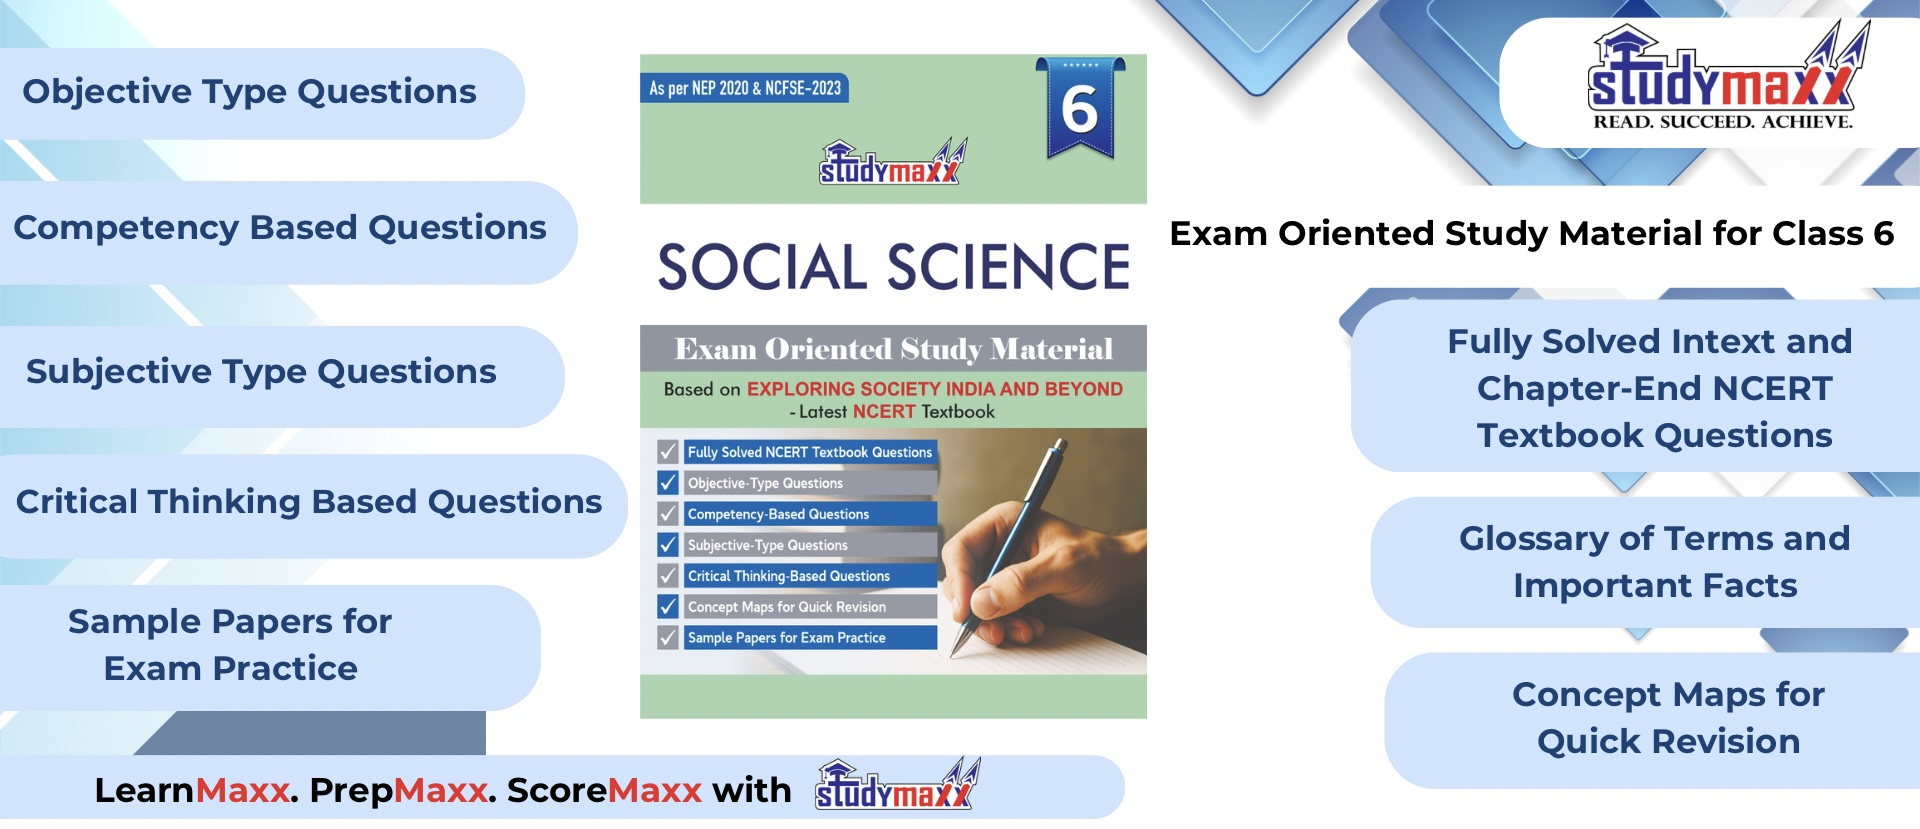 Objective Type Questions
Competency Based Questions
Subjective Type Questions
Critical Thinking Based Questions
Sample Papers for
Exam Practice
As per NEP 2020 & NCFSE-2023
6
studymaxx
SOCIAL SCIENCE
Exam Oriented Study Material
Based on EXPLORING SOCIETY INDIA AND BEYOND
- Latest NCERT Textbook
Fully Solved NCERT Textbook Questions
Objective-Type Questions
Competency-Based Questions
Subjective-Type Questions
Critical Thinking-Based Questions
Concept Maps for Quick Revision
Sample Papers for Exam Practice
studymaxx
READ. SUCCEED. ACHIEVE.
Exam Oriented Study Material for Class 6
Fully Solved Intext and
Chapter-End NCERT
Textbook Questions
Glossary of Terms and
Important Facts
Concept Maps for
Quick Revision
LearnMaxx. PrepMaxx. ScoreMaxx with studymaxx